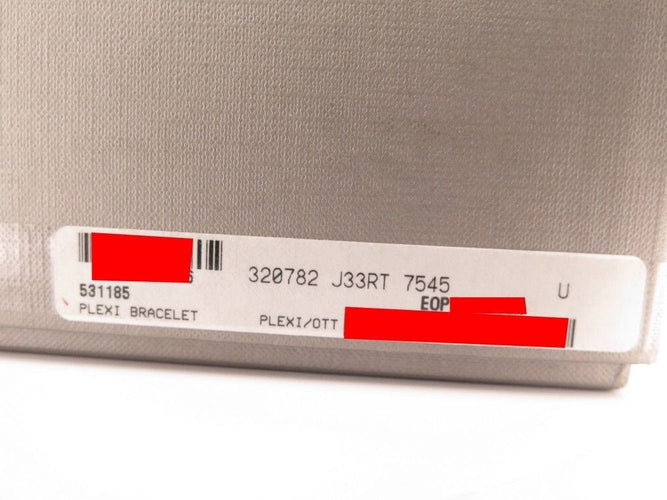 320782 J33RT 7545 U
531185 EOP
PLEXI BRACELET PLEXI/OTT